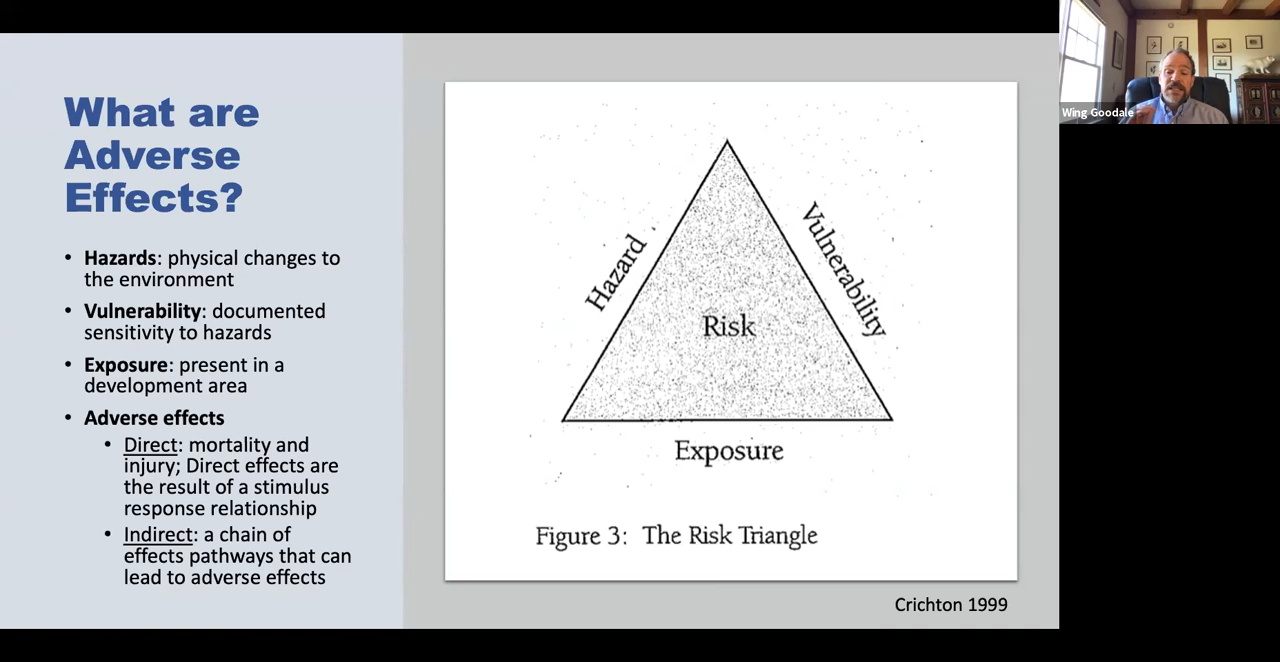 What are
Adverse
Effects?
• Hazards: physical changes to
the environment
• Vulnerability: documented
sensitivity to hazards
• Exposure: present in a
development area
• Adverse effects
• Direct: mortality and
injury; Direct effects are
the result of a stimulus
response relationship
• Indirect: a chain of
effects pathways that can
lead to adverse effects
Hazard
Vulnerability
Risk
Exposure
Figure 3: The Risk Triangle
Crichton 1999
Wing Goodale